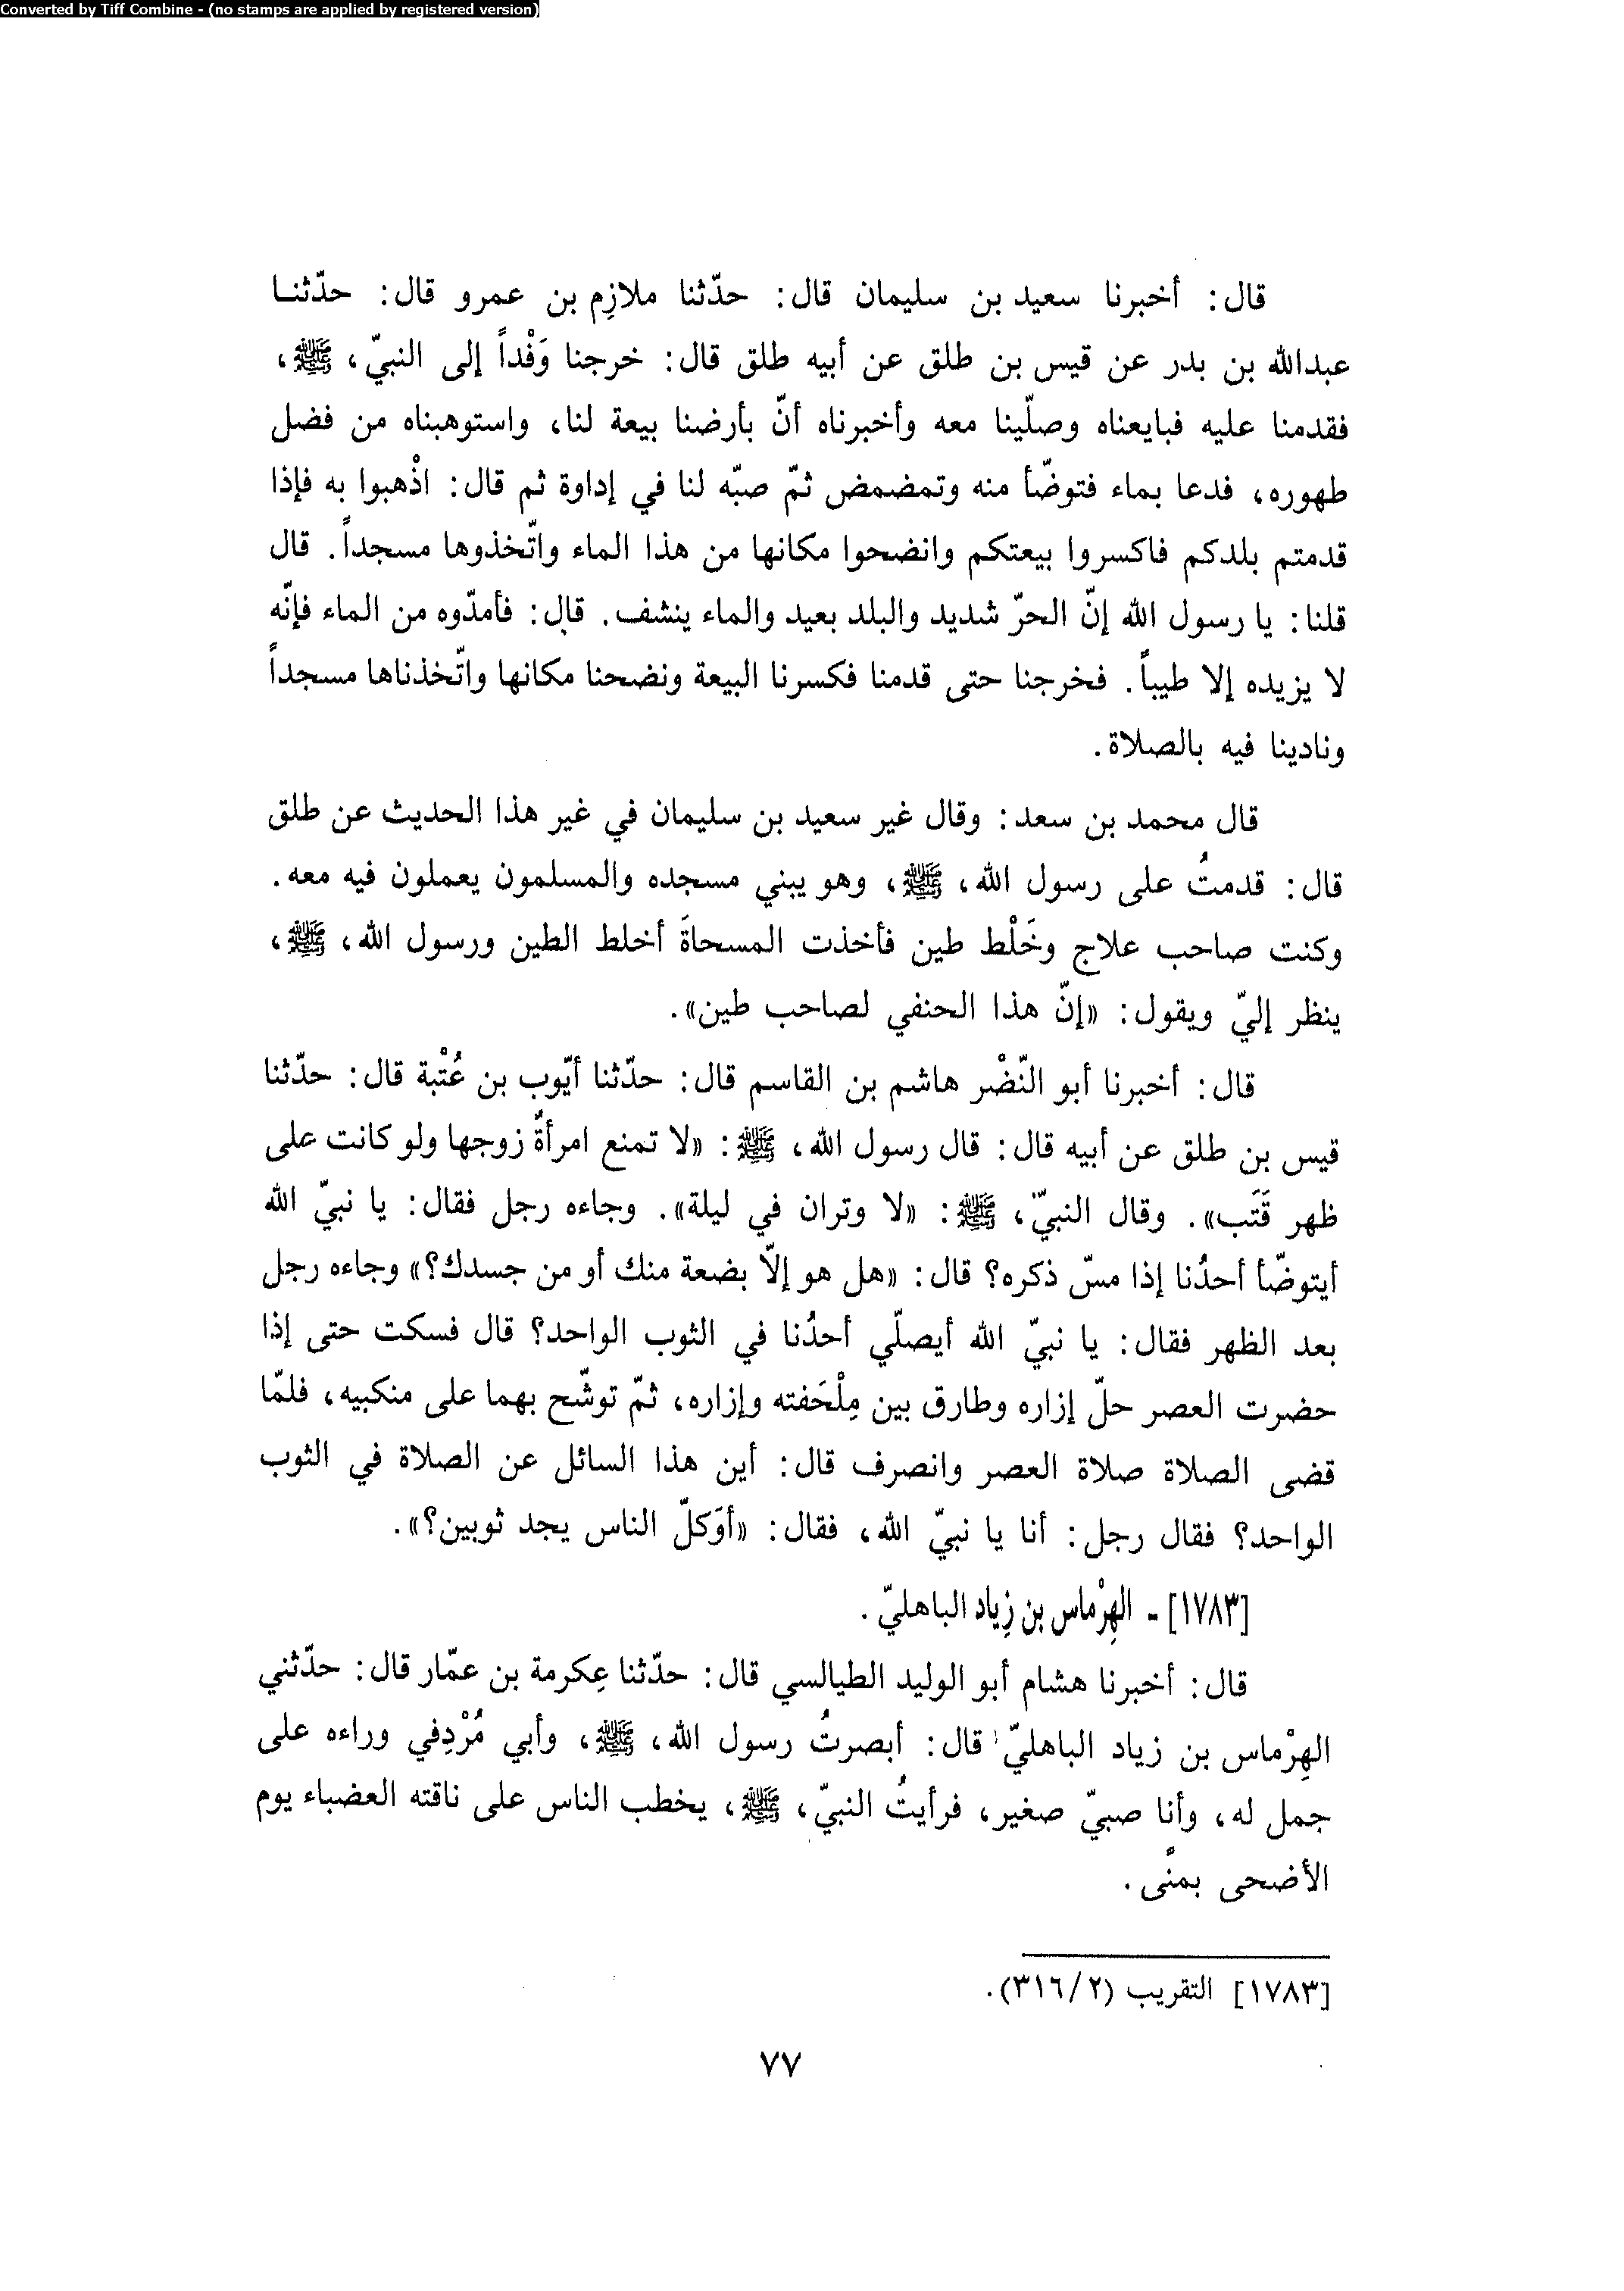 Converted by Tiff Combine - (no stamps are applied by registered version)
قال: أخبرنا سعيد بن سليمان قال: حدّثنا ملازِم بن عمرو قال: حدّثنا
عبدالله بن بدر عن قيس بن طلق عن أبيه طلق قال: خرجنا وَفْداً إلى النبيّ، ﷺ،
فقدمنا عليه فبايعناه وصلّينا معه وأخبرناه أنّ بأرضنا بيعة لنا، واستوهبناه من فضل
طهوره، فدعا بماء فتوضّأ منه وتمضمض ثمّ صبّه لنا في إداوة ثم قال: اذْهبوا به فإذا
قدمتم بلدكم فاكسروا بيعتكم وانضحوا مكانها من هذا الماء واتّخذوها مسجداً. قال
قلنا: يا رسول الله إنّ الحرّ شديد والبلد بعيد والماء ينشف. قال: فأمدّوه من الماء فإنّه
لا يزيده إلا طيباً. فخرجنا حتى قدمنا فكسرنا البيعة ونضحنا مكانها واتّخذناها مسجداً
ونادينا فيه بالصلاة.
قال محمد بن سعد: وقال غير سعيد بن سليمان في غير هذا الحديث عن طلق
قال: قدمتُ على رسول الله، ﷺ، وهو يبني مسجده والمسلمون يعملون فيه معه.
وكنت صاحب علاج وخَلْط طين فأخذت المسحاةَ أخلط الطين ورسول الله، ﷺ،
ينظر إليّ ويقول: «إنّ هذا الحنفي لصاحب طين».
قال: أخبرنا أبو النّضْر هاشم بن القاسم قال: حدّثنا أيّوب بن عُتْبة قال: حدّثنا
قيس بن طلق عن أبيه قال: قال رسول الله، ﷺ: «لا تمنع امرأةٌ زوجها ولو كانت على
ظهر قَتَب». وقال النبيّ، ﷺ: «لا وتران في ليلة». وجاءه رجل فقال: يا نبيّ الله
أيتوضّأ أحدُنا إذا مسّ ذكره؟ قال: «هل هو إلاّ بضعة منك أو من جسدك؟» وجاءه رجل
بعد الظهر فقال: يا نبيّ الله أيصلّي أحدُنا في الثوب الواحد؟ قال فسكت حتى إذا
حضرت العصر حلّ إزاره وطارق بين مِلْحَفته وإزاره، ثمّ توشّح بهما على منكبيه، فلمّا
قضى الصلاة صلاة العصر وانصرف قال: أين هذا السائل عن الصلاة في الثوب
الواحد؟ فقال رجل: أنا يا نبيّ الله، فقال: «أوَكلّ الناس يجد ثوبين؟».
[١٧٨٣] - الهِرْماس بن زِياد الباهليّ.
قال: أخبرنا هشام أبو الوليد الطيالسي قال: حدّثنا عِكرمة بن عمّار قال: حدّثني
الهِرْماس بن زياد الباهليّ قال: أبصرتُ رسول الله، ﷺ، وأبي مُرْدِفي وراءه على
جمل له، وأنا صبيّ صغير، فرأيتُ النبيّ، ﷺ، يخطب الناس على ناقته العضباء يوم
الأضحى بمنًى.
[١٧٨٣] التقريب (٣١٦/٢).
٧٧